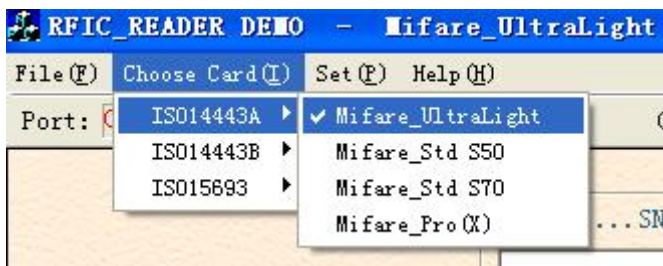 RFIC_READER DEMO - Mifare_UltraLight
File(F) Choose Card(I) Set(P) Help(H)
Port:
ISO14443A Mifare_UltraLight
ISO14443B Mifare_Std S50
ISO15693 Mifare_Std S70
Mifare_Pro(X)
...SN